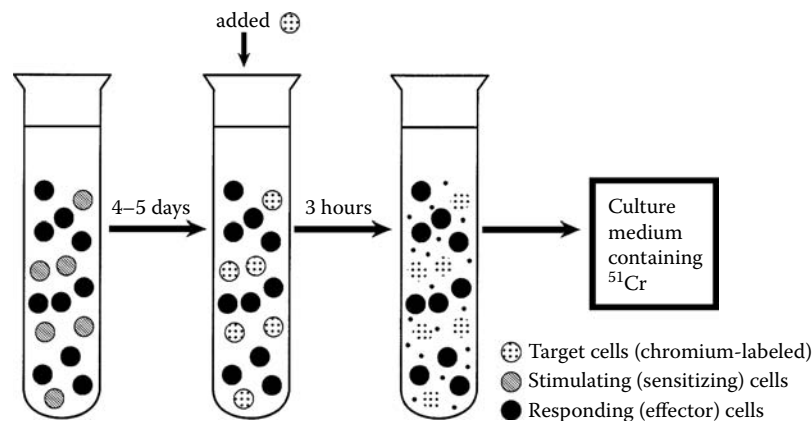 added
4–5 days
3 hours
Culture
medium
containing
⁵¹Cr
Target cells (chromium-labeled)
Stimulating (sensitizing) cells
Responding (effector) cells